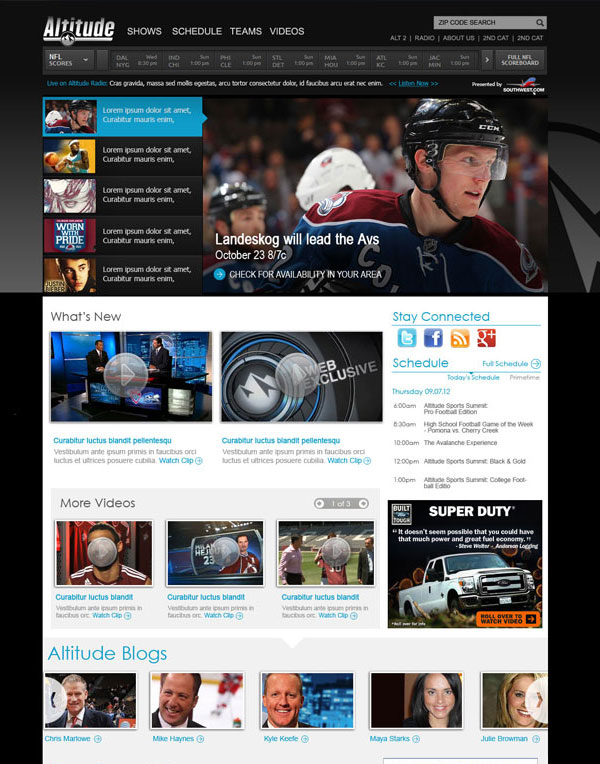 Altitude
SHOWS SCHEDULE TEAMS VIDEOS
ZIP CODE SEARCH
ALT 2 | RADIO | ABOUT US | 2ND CAT | 2ND CAT
NFL SCORES
DAL NYG Wed 8:30 pm
IND CHI Sun 1:00 pm
PHI CLE Sun 1:00 pm
STL DET Sun 1:00 pm
MIA HOU Sun 1:00 pm
ATL KC Sun 1:00 pm
JAC MIN Sun 1:00 pm
FULL NFL SCOREBOARD
Live on Altitude Radio: Cras gravida, massa sed mollis egestas, arcu tortor consectetur dolor, id faucibus arcu erat nec enim. << Listen Now >>
Presented by SOUTHWEST.COM
Lorem ipsum dolor sit amet,
Curabitur mauris enim,
Lorem ipsum dolor sit amet,
Curabitur mauris enim,
Lorem ipsum dolor sit amet,
Curabitur mauris enim,
WORN WITH PRIDE
Lorem ipsum dolor sit amet,
Curabitur mauris enim,
JUSTIN BIEBER
Lorem ipsum dolor sit amet,
Curabitur mauris enim,
CCM
Landeskog will lead the Avs
October 23 8/7c
CHECK FOR AVAILABILITY IN YOUR AREA
What's New
WEB EXCLUSIVE
Curabitur luctus blandit pellentesqu
Vestibulum ante ipsum primis in faucibus orci
luctus et ultrices posuere cubilia. Watch Clip
Curabitur luctus blandit pellentesqu
Vestibulum ante ipsum primis in faucibus orci
luctus et ultrices posuere cubilia. Watch Clip
Stay Connected
Schedule Full Schedule
Today's Schedule Primetime
Thursday 09.07.12
6:00am Altitude Sports Summit:
Pro Football Edition
8:30am High School Football Game of the Week
- Pomona vs. Cherry Creek
10:00am The Avalanche Experience
12:00pm Altitude Sports Summit: Black & Gold
1:00pm Altitude Sports Summit: College Foot-
ball Editio
More Videos
1 of 3
MILAN HEJDUK 23
Curabitur luctus blandit
Vestibulum ante ipsum primis in
faucibus orc. Watch Clip
Curabitur luctus blandit
Vestibulum ante ipsum primis in
faucibus orc. Watch Clip
Curabitur luctus blandit
Vestibulum ante ipsum primis in
faucibus orc. Watch Clip
BUILT Ford TOUGH
SUPER DUTY®
"It doesn't seem possible that you could have
that much power and great fuel economy."
- Steve Welter - Anderson Logging
*Roll over for info
ROLL OVER TO WATCH VIDEO
Altitude Blogs
Chris Marlowe
Mike Haynes
Kyle Keefe
Maya Starks
Julie Browman